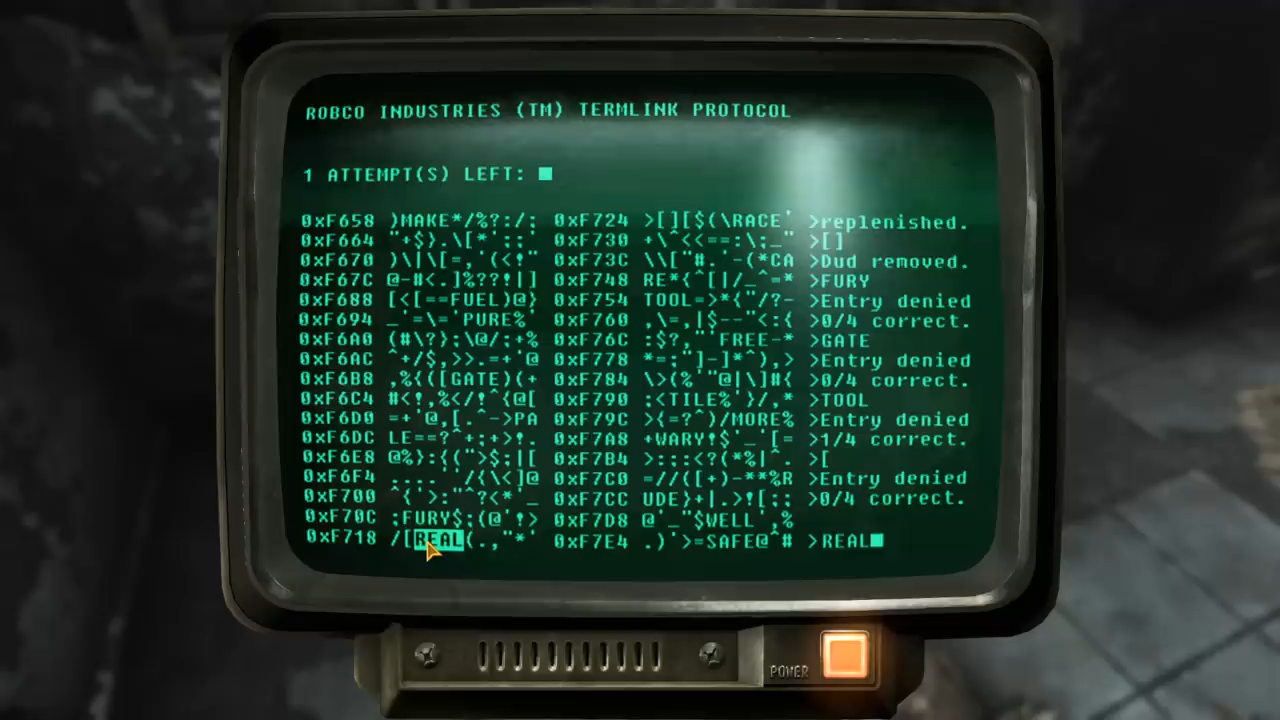 ROBCO INDUSTRIES (TM) TERMLINK PROTOCOL
1 ATTEMPT(S) LEFT:
0xF658 )MAKE*/%?:/: 0xF724 >[][$(\RACE' >replenished.
0xF664 "+$}.\[*';:' 0xF730 +\^<<==:\;_" >[]
0xF670 )\|\[=,'(<!" 0xF73C \\["#.'-(*CA >Dud removed.
0xF67C @-#<.]%??!|] 0xF748 RE*{^[|/_^=* >FURY
0xF688 [<[==FUEL)@} 0xF754 TOOL=>*{"/?- >Entry denied
0xF694 _'=\='PURE%' 0xF760 ,\=,|$--"<:{ >0/4 correct.
0xF6A0 (#\?};\@/;+% 0xF76C :$?,"'FREE-* >GATE
0xF6AC ^+/$,>>.=+'@ 0xF778 *=;"]-]*^),> >Entry denied
0xF6B8 ,%{([GATE)(+ 0xF784 \>(%'"@|\]#{ >0/4 correct.
0xF6C4 #<!,%</!^{@[ 0xF790 :<TILE%'}/,* >TOOL
0xF6D0 =+'@,[.^->PA 0xF79C >{=?^)/MORE% >Entry denied
0xF6DC LE==?^+;+>!. 0xF7A8 +WARY!$'_'[= >1/4 correct.
0xF6E8 @%}:{(">$;|[ 0xF7B4 >:::<?(*%|^. >[
0xF6F4 ....''/{\<]@ 0xF7C0 =//([+)-**%R >Entry denied
0xF700 ^{'>:"^?<*'_ 0xF7CC UDE}+|.>![:; >0/4 correct.
0xF70C ;FURY$;(@'!> 0xF7D8 @'_"$WELL',%
0xF718 /[REAL(.,"*' 0xF7E4 .)'>=SAFE@^# >REAL
POWER